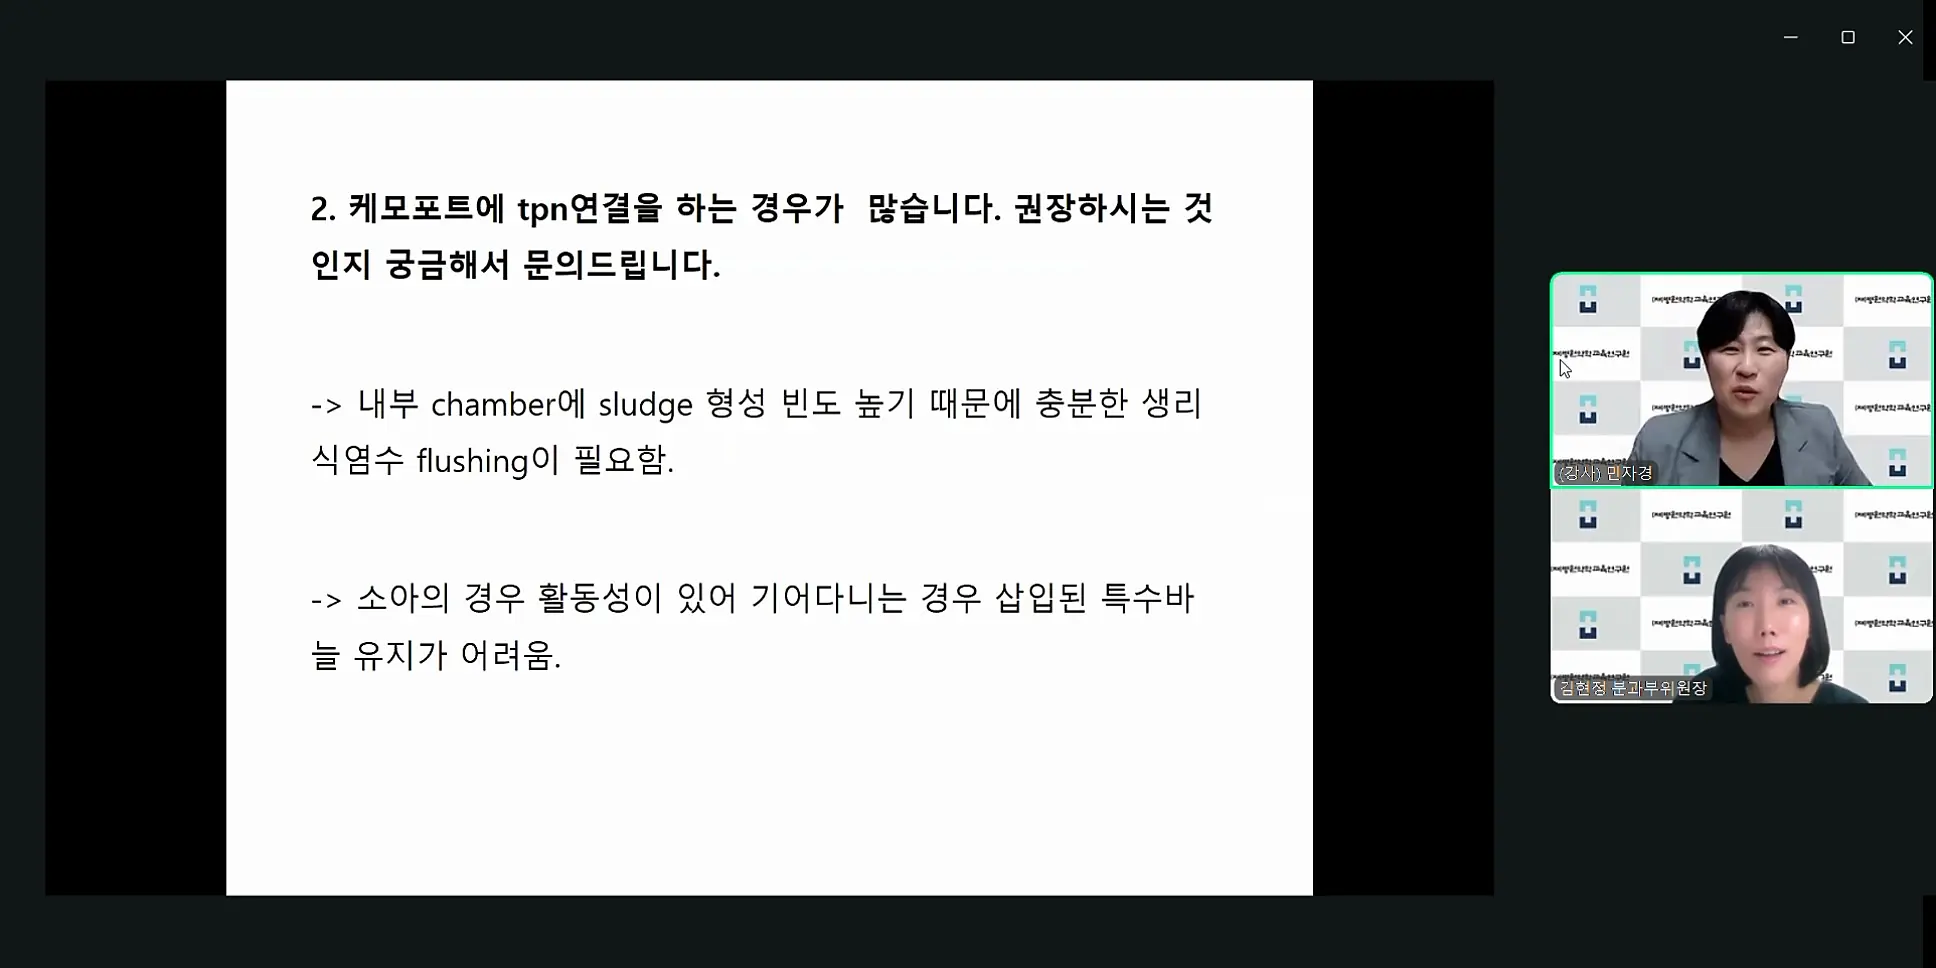 2. 케모포트에 tpn연결을 하는 경우가  많습니다. 권장하시는 것
인지 궁금해서 문의드립니다.
-> 내부 chamber에 sludge 형성 빈도 높기 때문에 충분한 생리
식염수 flushing이 필요함.
-> 소아의 경우 활동성이 있어 기어다니는 경우 삽입된 특수바
늘 유지가 어려움.
(강사) 민자경
김현정 분과부위원장